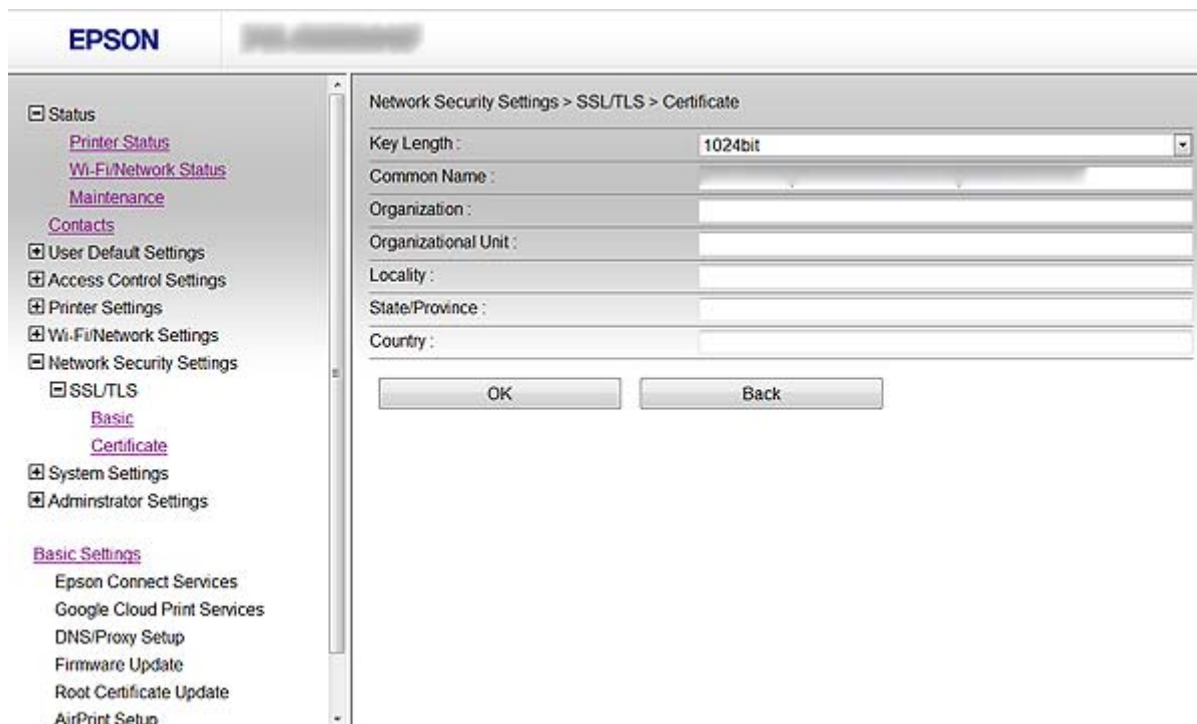 EPSON
Status
Printer Status
Wi-Fi/Network Status
Maintenance
Contacts
User Default Settings
Access Control Settings
Printer Settings
Wi-Fi/Network Settings
Network Security Settings
SSL/TLS
Basic
Certificate
System Settings
Adminstrator Settings
Basic Settings
Epson Connect Services
Google Cloud Print Services
DNS/Proxy Setup
Firmware Update
Root Certificate Update
AirPrint Setup
Network Security Settings > SSL/TLS > Certificate
Key Length : 1024bit
Common Name :
Organization :
Organizational Unit :
Locality :
State/Province :
Country :
OK Back